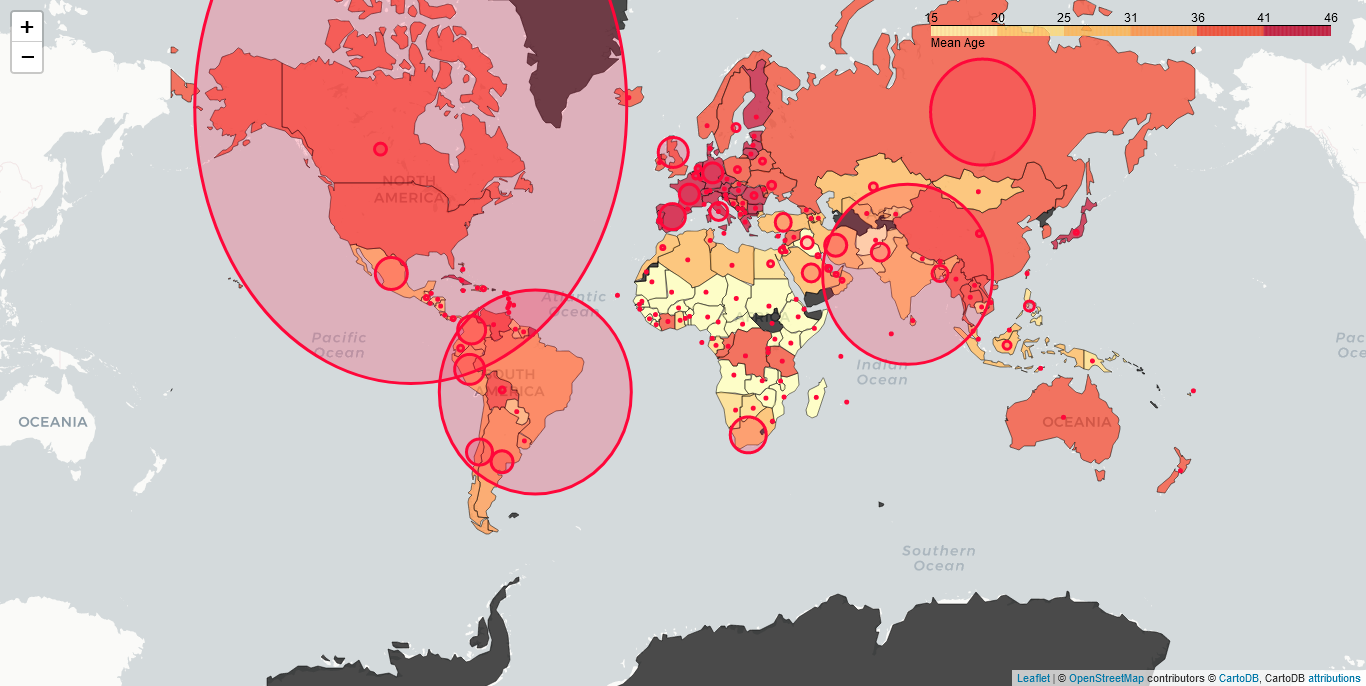 +
−
15 20 25 31 36 41 46
Mean Age
NORTH
AMERICA
Atlantic
Ocean
Pacific
Ocean
Pac
Oce
SOUTH
AMERICA
Indian
Ocean
OCEANIA
OCEANIA
Southern
Ocean
Leaflet | © OpenStreetMap contributors © CartoDB, CartoDB attributions